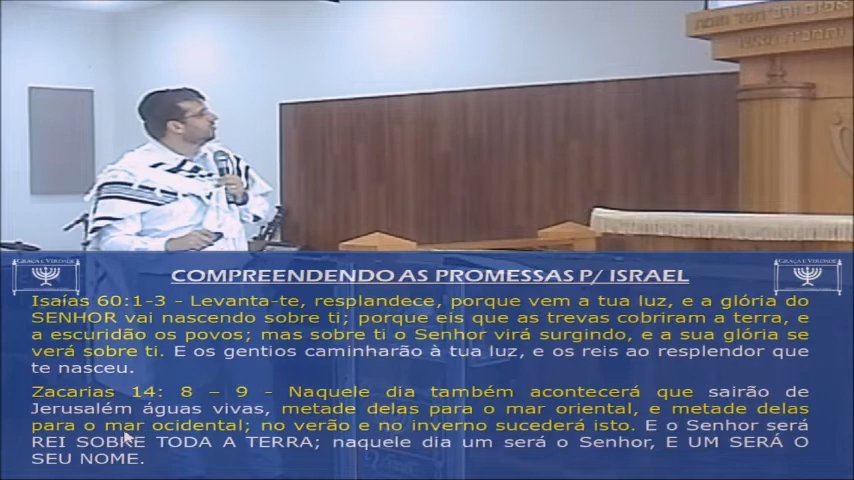 GRAÇA E VERDADE
COMPREENDENDO AS PROMESSAS P/ ISRAEL
GRAÇA E VERDADE
Isaías 60:1-3 - Levanta-te, resplandece, porque vem a tua luz, e a glória do
SENHOR vai nascendo sobre ti; porque eis que as trevas cobriram a terra, e
a escuridão os povos; mas sobre ti o Senhor virá surgindo, e a sua glória se
verá sobre ti. E os gentios caminharão à tua luz, e os reis ao resplendor que
te nasceu.
Zacarias 14: 8 – 9 - Naquele dia também acontecerá que sairão de
Jerusalém águas vivas, metade delas para o mar oriental, e metade delas
para o mar ocidental; no verão e no inverno sucederá isto. E o Senhor será
REI SOBRE TODA A TERRA; naquele dia um será o Senhor, E UM SERÁ O
SEU NOME.